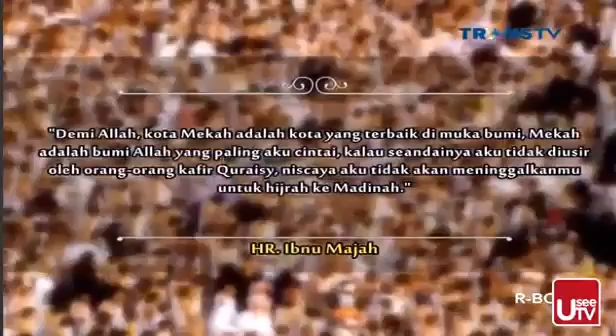 TRANSTV
"Demi Allah, kota Mekah adalah kota yang terbaik di muka bumi, Mekah
adalah bumi Allah yang paling aku cintai, kalau seandainya aku tidak diusir
oleh orang-orang kafir Quraisy, niscaya aku tidak akan meninggalkanmu
untuk hijrah ke Madinah."
HR. Ibnu Majah
R-BO
UseeTV